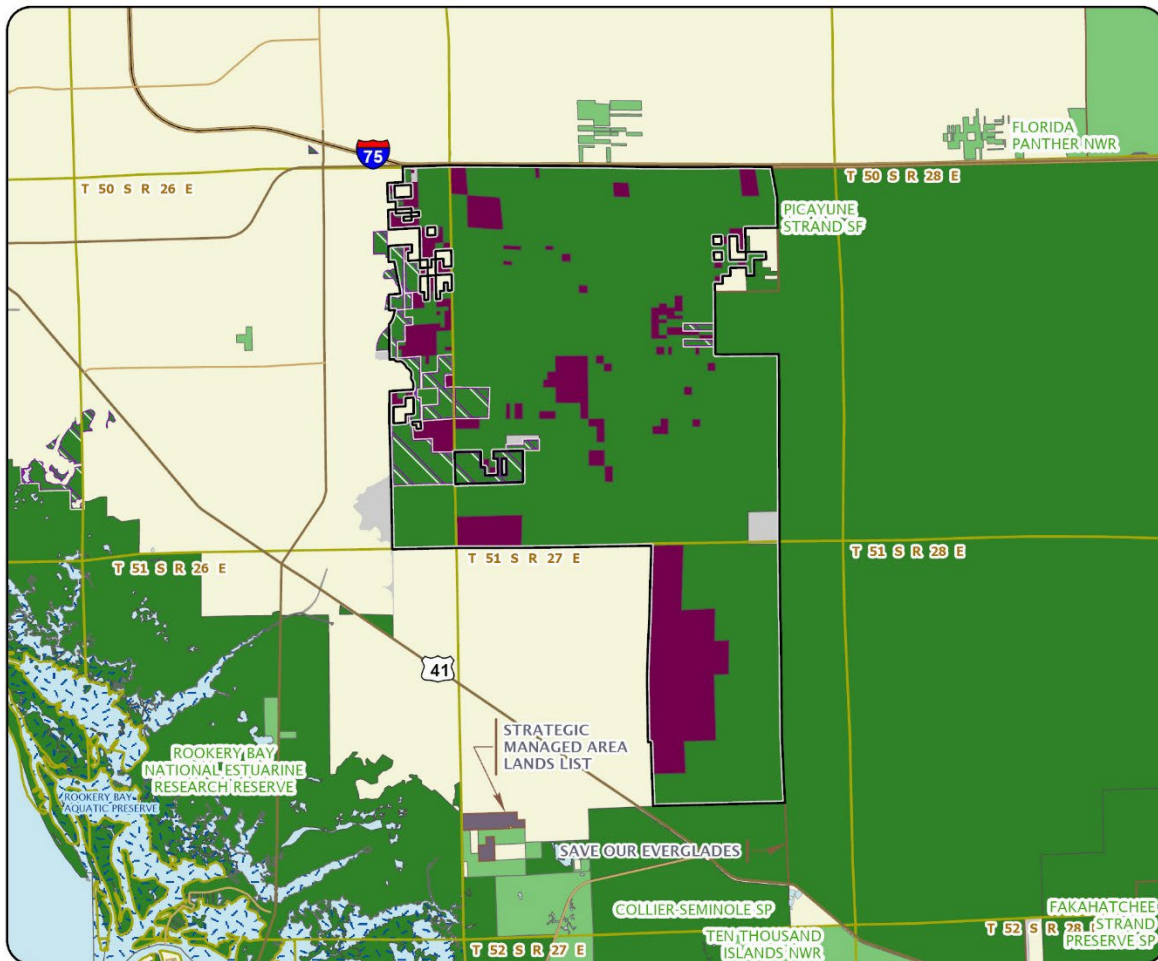 75
FLORIDA
PANTHER NWR
T 50 S R 26 E
T 50 S R 28 E
PICAYUNE
STRAND SF
T 51 S R 26 E
T 51 S R 27 E
T 51 S R 28 E
41
STRATEGIC
MANAGED AREA
LANDS LIST
ROOKERY BAY
NATIONAL ESTUARINE
RESEARCH RESERVE
ROOKERY BAY
AQUATIC PRESERVE
SAVE OUR EVERGLADES
COLLIER-SEMINOLE SP
FAKAHATCHEE
STRAND
PRESERVE SP
T 52 S R 27 E
TEN THOUSAND
ISLANDS NWR
T 52 S R 28 E